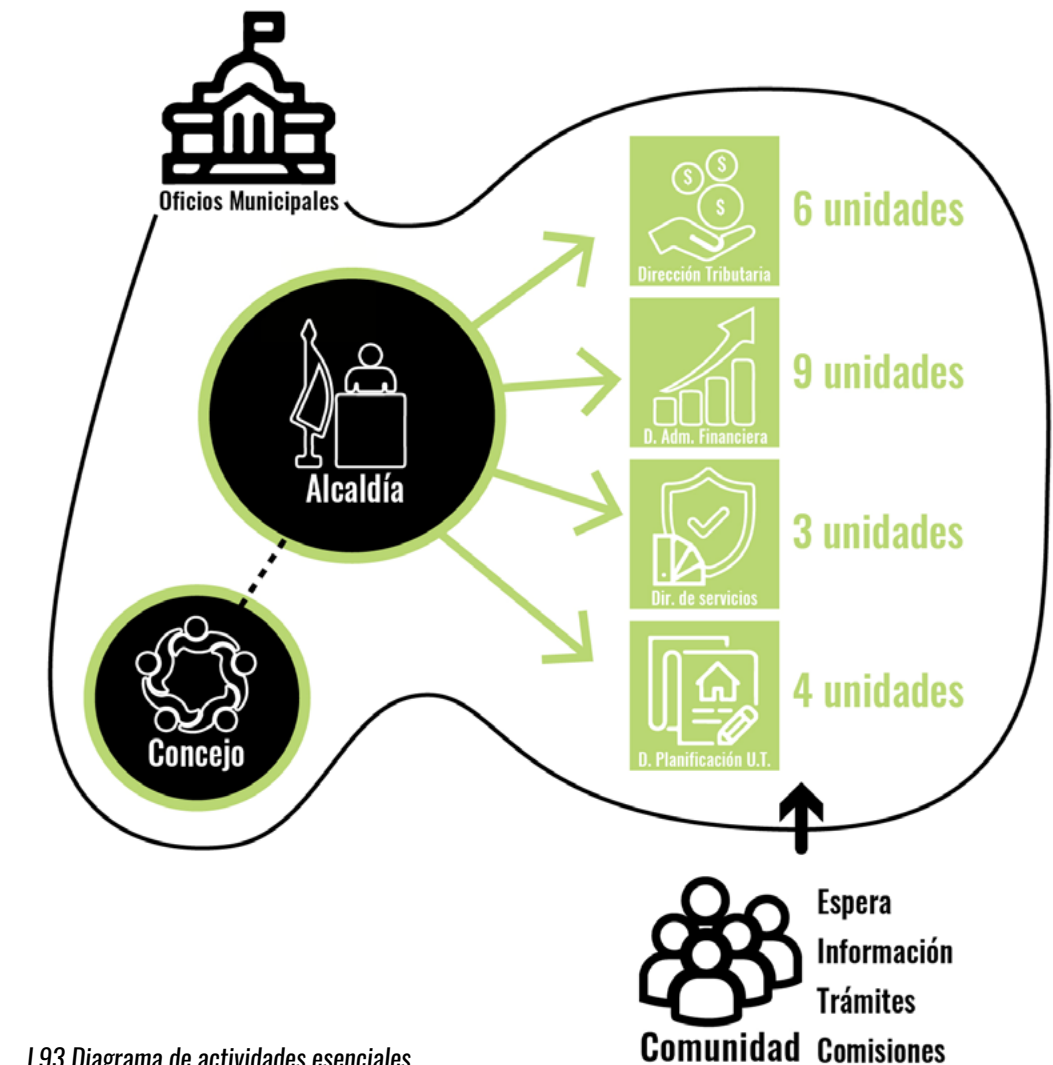 Oficios Municipales
$
$
$
Dirección Tributaria
6 unidades
D. Adm. Financiera
9 unidades
Alcaldía
Dir. de servicios
3 unidades
Concejo
D. Planificación U.T.
4 unidades
Comunidad
Espera
Información
Trámites
Comisiones
L93 Diagrama de actividades esenciales